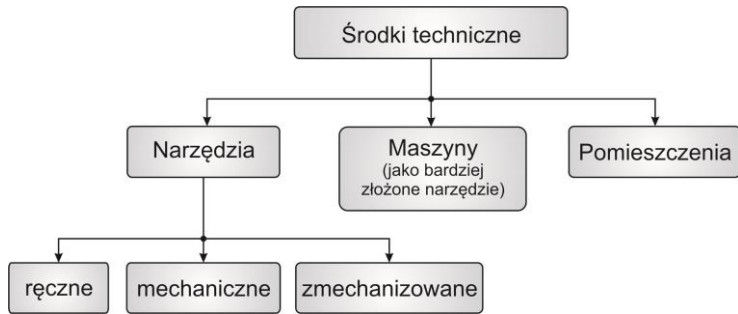 Środki techniczne
Narzędzia
Maszyny
(jako bardziej
złożone narzędzie)
Pomieszczenia
ręczne
mechaniczne
zmechanizowane